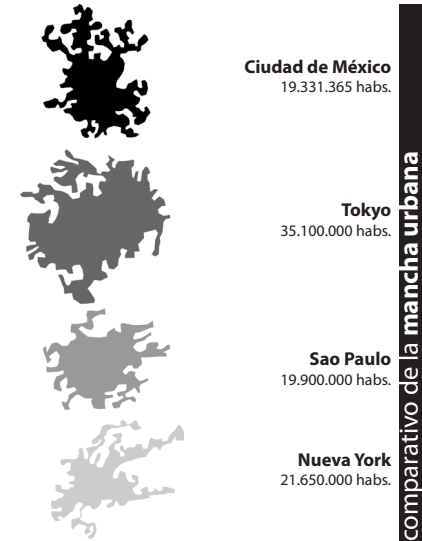 Ciudad de México
19.331.365 habs.
Tokyo
35.100.000 habs.
Sao Paulo
19.900.000 habs.
Nueva York
21.650.000 habs.
comparativo de la mancha urbana